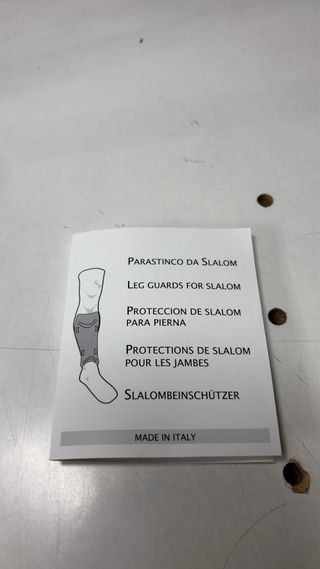 Parastinco da Slalom
Leg guards for slalom
Proteccion de slalom
para pierna
Protections de slalom
pour les jambes
Slalombeinschützer
MADE IN ITALY